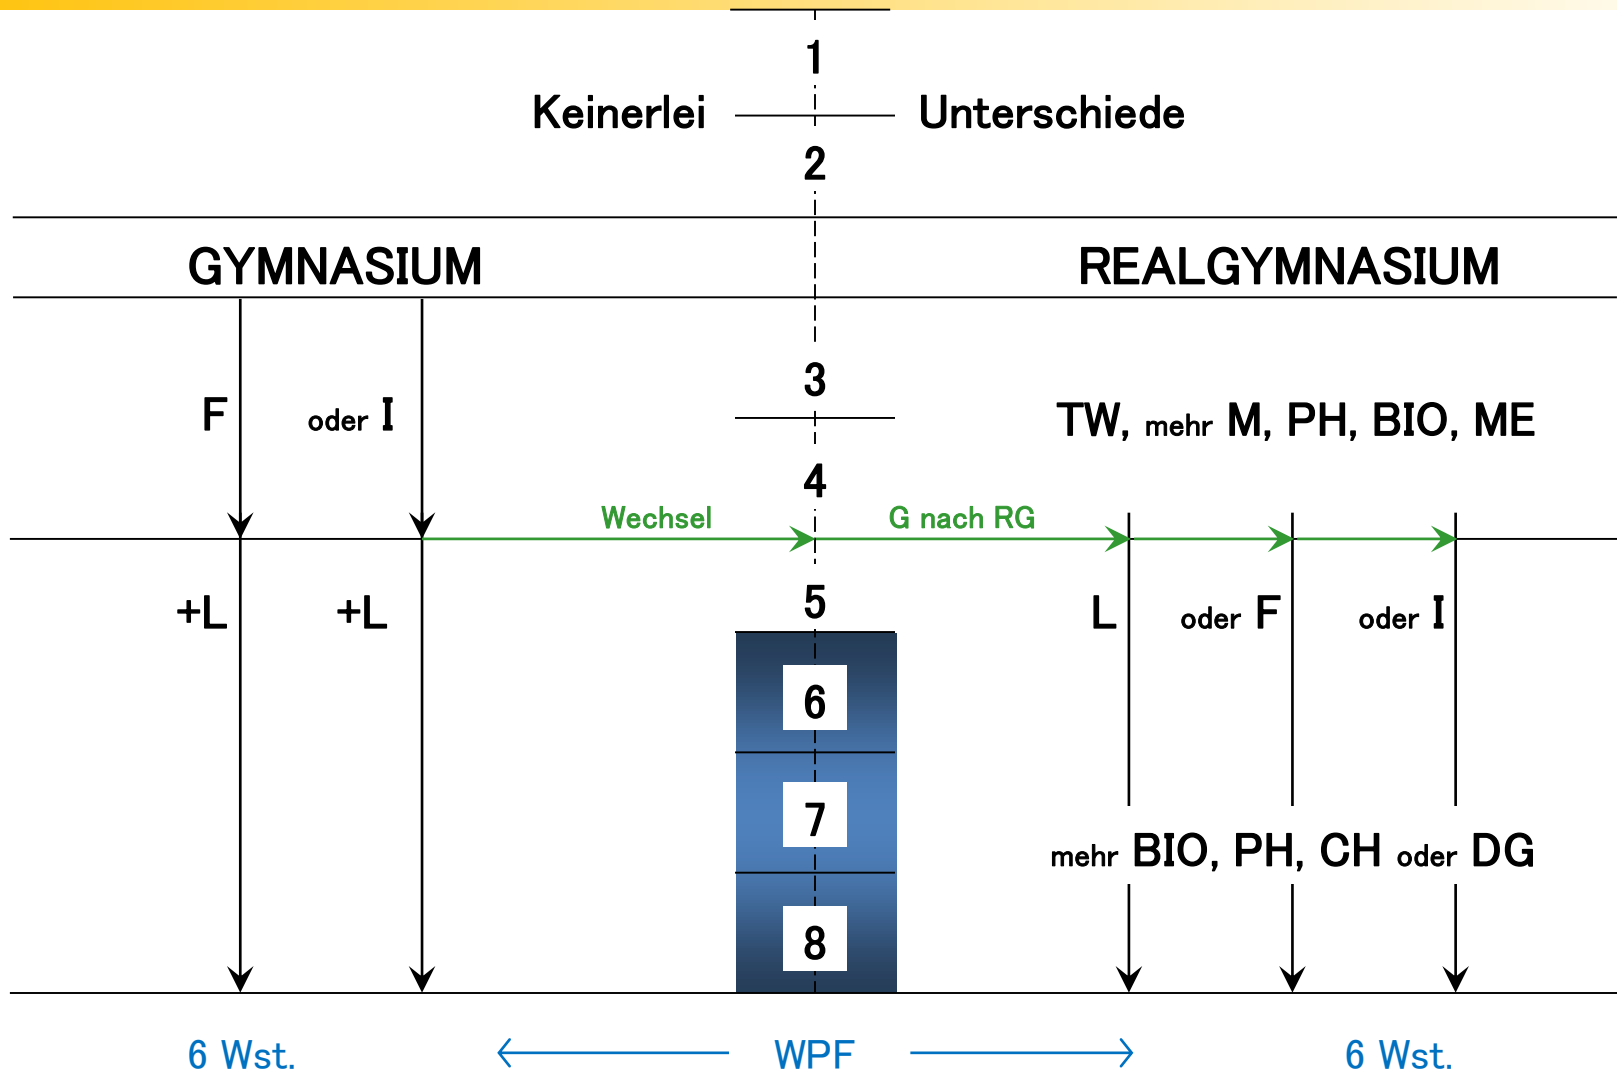 1
Keinerlei Unterschiede
2
GYMNASIUM REALGYMNASIUM
3
F oder I TW, mehr M, PH, BIO, ME
4
Wechsel G nach RG
5
+L +L L oder F oder I
6
7
mehr BIO, PH, CH oder DG
8
6 Wst. WPF 6 Wst.